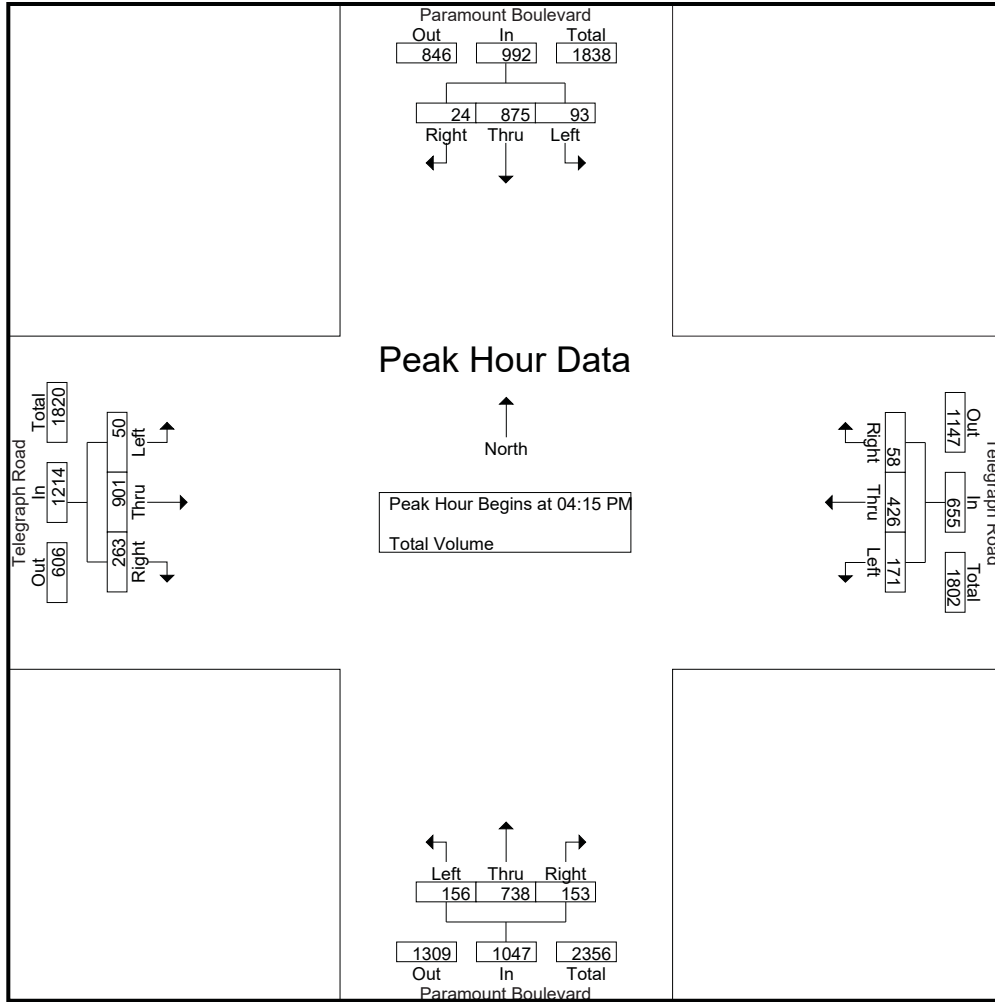 Paramount Boulevard
Out In Total
846 992 1838
24 875 93
Right Thru Left
Peak Hour Data
North
Peak Hour Begins at 04:15 PM
Total Volume
Telegraph Road
Out In Total
606 1214 1820
Right Thru Left
263 901 50
Telegraph Road
Out In Total
1147 655 1802
Right Thru Left
58 426 171
Left Thru Right
156 738 153
1309 1047 2356
Out In Total
Paramount Boulevard